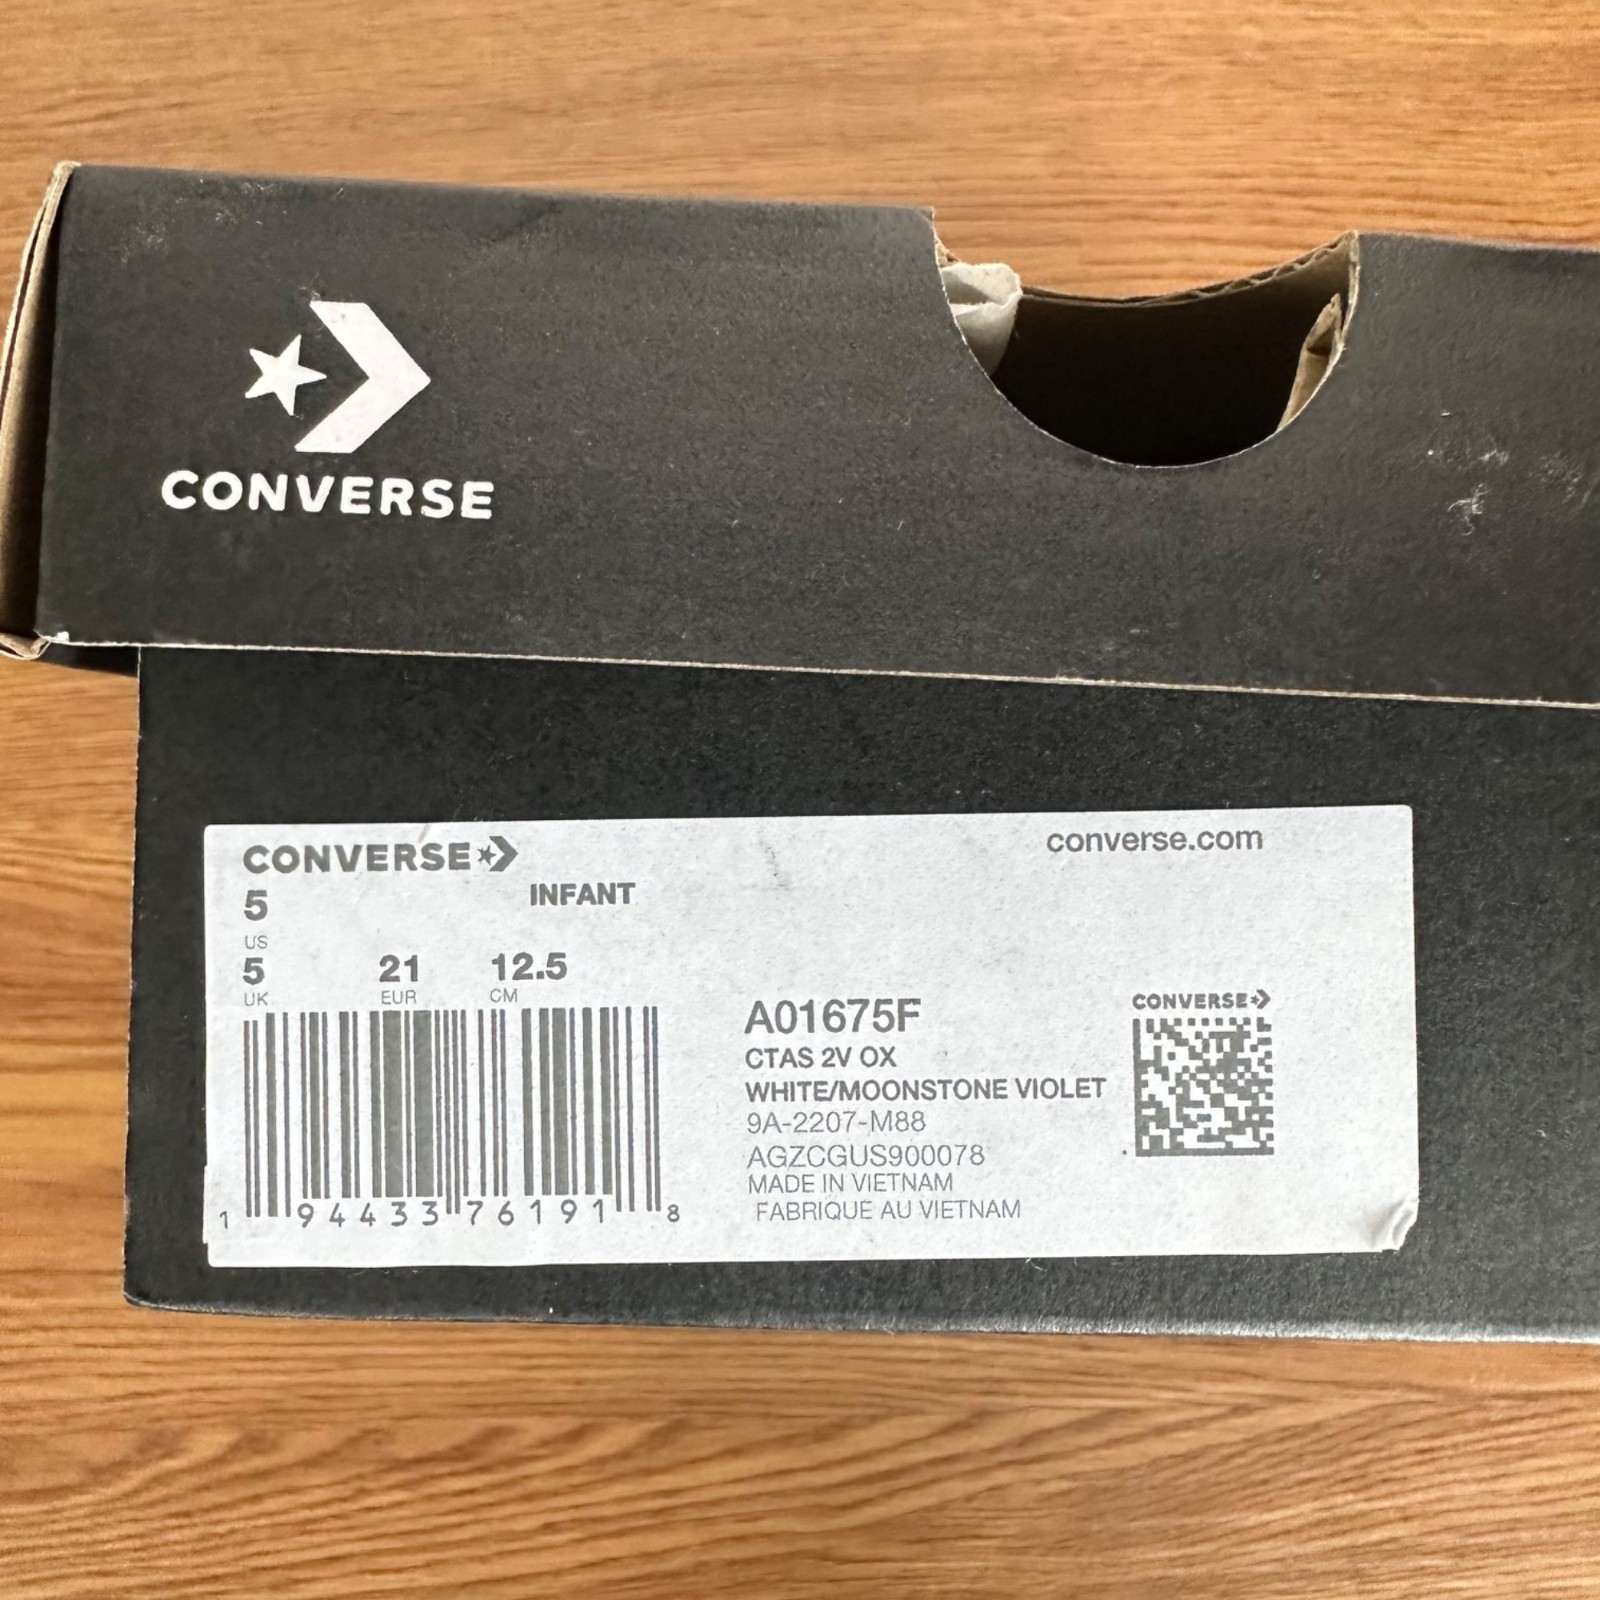 CONVERSE
CONVERSE converse.com
5 INFANT
US
5 21 12.5
UK EUR CM
A01675F
CTAS 2V OX
WHITE/MOONSTONE VIOLET
9A-2207-M88
AGZCGUS900078
MADE IN VIETNAM
FABRIQUE AU VIETNAM
1 94433 76191 8
CONVERSE